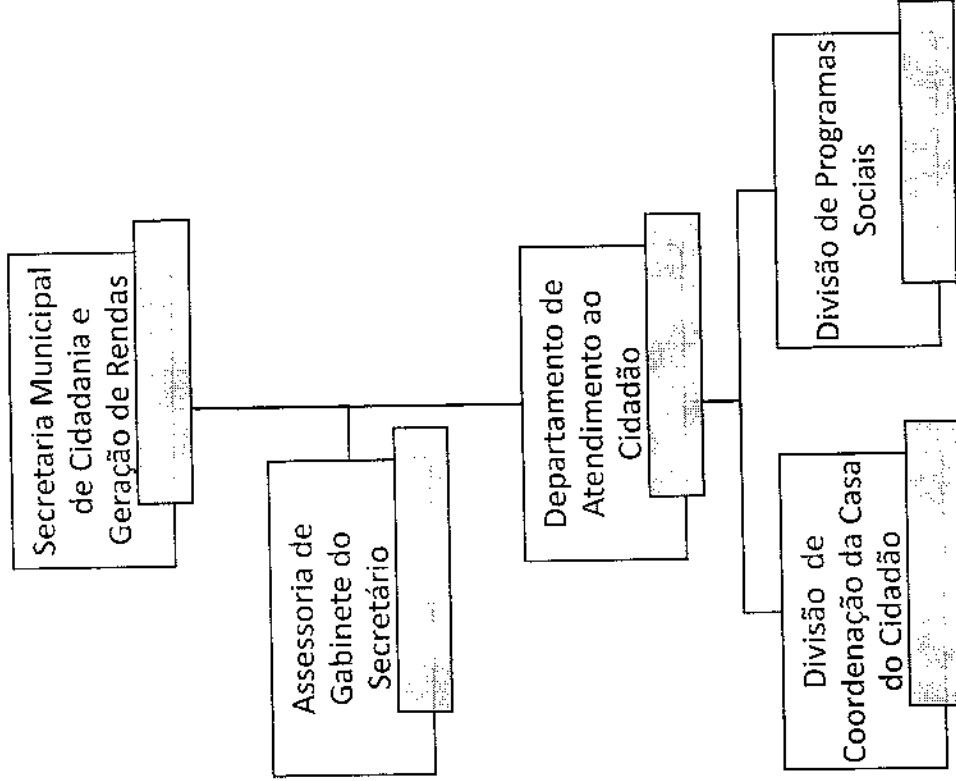 Secretaria Municipal
de Cidadania e
Geração de Rendas
Assessoria de
Gabinete do
Secretário
Departamento de
Atendimento ao
Cidadão
Divisão de
Coordenação da Casa
do Cidadão
Divisão de Programas
Sociais